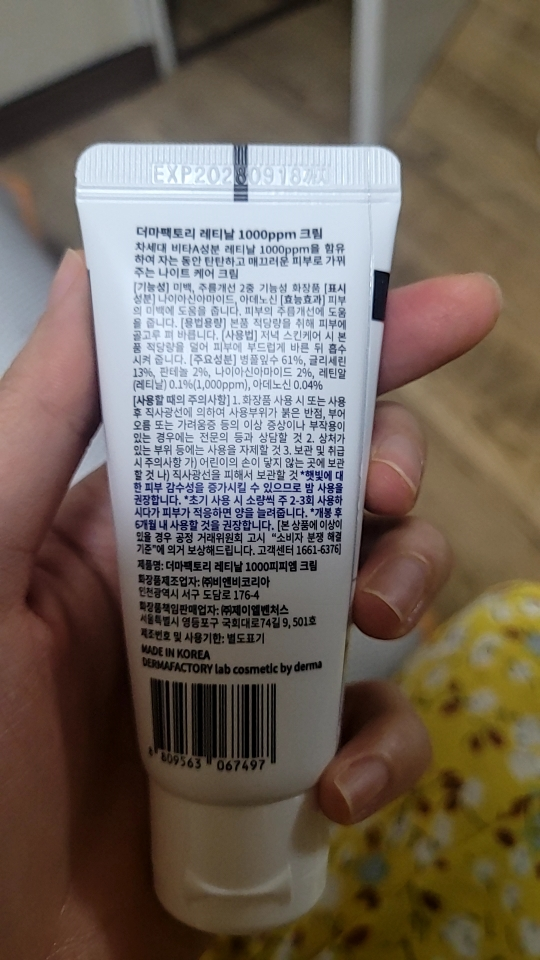 EXP20280918
더마팩토리 레티날 1000ppm 크림
차세대 비타A성분 레티날 1000ppm을 함유
하여 자는 동안 탄탄하고 매끄러운 피부로 가꿔
주는 나이트 케어 크림
[기능성] 미백, 주름개선 2중 기능성 화장품 [표시
성분] 나이아신아마이드, 아데노신 [효능효과] 피부
의 미백에 도움을 줍니다. 피부의 주름개선에 도움
을 줍니다. [용법용량] 본품 적당량을 취해 피부에
골고루 펴 바릅니다. [사용법] 저녁 스킨케어 시 본
품 적당량을 덜어 피부에 부드럽게 바른 뒤 흡수
시켜 줍니다. [주요성분] 병풀잎수 61%, 글리세린
13%, 판테놀 2%, 나이아신아마이드 2%, 레틴알
(레티날) 0.1%(1,000ppm), 아데노신 0.04%
[사용할 때의 주의사항] 1. 화장품 사용 시 또는 사용
후 직사광선에 의하여 사용부위가 붉은 반점, 부어
오름 또는 가려움증 등의 이상 증상이나 부작용이
있는 경우에는 전문의 등과 상담할 것 2. 상처가
있는 부위 등에는 사용을 자제할 것 3. 보관 및 취급
시 주의사항 가) 어린이의 손이 닿지 않는 곳에 보관
할 것 나) 직사광선을 피해서 보관할 것 *햇빛에 대
한 피부 감수성을 증가시킬 수 있으므로 밤 사용을
권장합니다. *초기 사용 시 소량씩 주 2-3회 사용하
시다가 피부가 적응하면 양을 늘려줍니다. *개봉 후
6개월 내 사용할 것을 권장합니다. [본 상품에 이상이
있을 경우 공정 거래위원회 고시 "소비자 분쟁 해결
기준"에 의거 보상해드립니다. 고객센터 1661-6376]
제품명: 더마팩토리 레티날 1000피피엠 크림
화장품제조업자: ㈜비앤비코리아
인천광역시 서구 도담로 176-4
화장품책임판매업자: ㈜제이엘벤처스
서울특별시 영등포구 국회대로74길 9, 501호
제조번호 및 사용기한: 별도표기
MADE IN KOREA
DERMAFACTORY lab cosmetic by derma
8 809563 067497